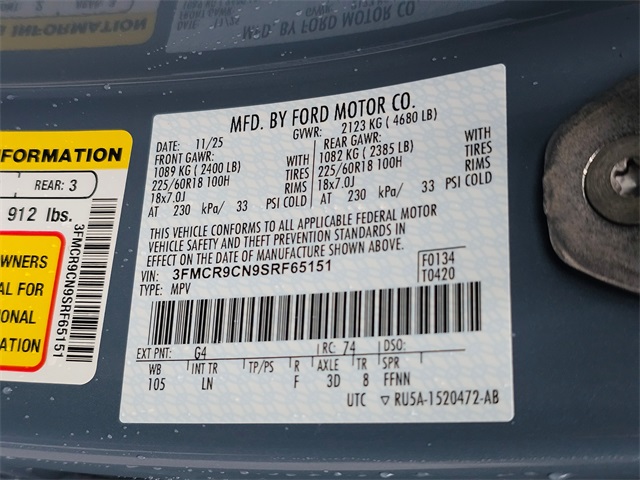 MFD. BY FORD MOTOR CO.
DATE: 11/25 GVWR: 2123 KG ( 4680 LB)
FRONT GAWR: REAR GAWR:
1089 KG ( 2400 LB) WITH 1082 KG ( 2385 LB) WITH
225/60R18 100H TIRES 225/60R18 100H TIRES
18x7.0J RIMS 18x7.0J RIMS
AT 230 kPa/ 33 PSI COLD AT 230 kPa/ 33 PSI COLD
THIS VEHICLE CONFORMS TO ALL APPLICABLE FEDERAL MOTOR
VEHICLE SAFETY AND THEFT PREVENTION STANDARDS IN
EFFECT ON THE DATE OF MANUFACTURE SHOWN ABOVE.
VIN: 3FMCR9CN9SRF65151 F0134
TYPE: MPV T0420
EXT PNT: G4 RC: 74 DSO:
WB INT TR TP/PS R AXLE TR SPR
105 LN F 3D 8 FFNN
UTC ▽ RU5A-1520472-AB
INFORMATION
REAR: 3
912 lbs.
OWNERS
AL FOR
ONAL
ATION
3FMCR9CN9SRF65151